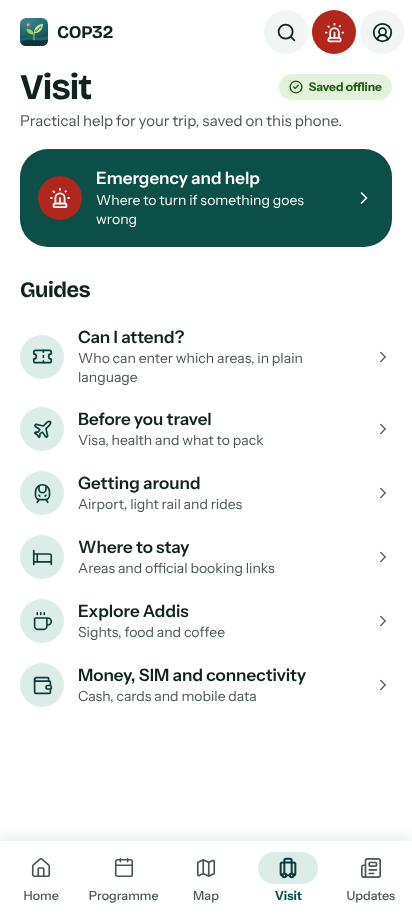 COP32
Visit
Saved offline
Practical help for your trip, saved on this phone.
Emergency and help
Where to turn if something goes
wrong
Guides
Can I attend?
Who can enter which areas, in plain
language
Before you travel
Visa, health and what to pack
Getting around
Airport, light rail and rides
Where to stay
Areas and official booking links
Explore Addis
Sights, food and coffee
Money, SIM and connectivity
Cash, cards and mobile data
Home
Programme
Map
Visit
Updates